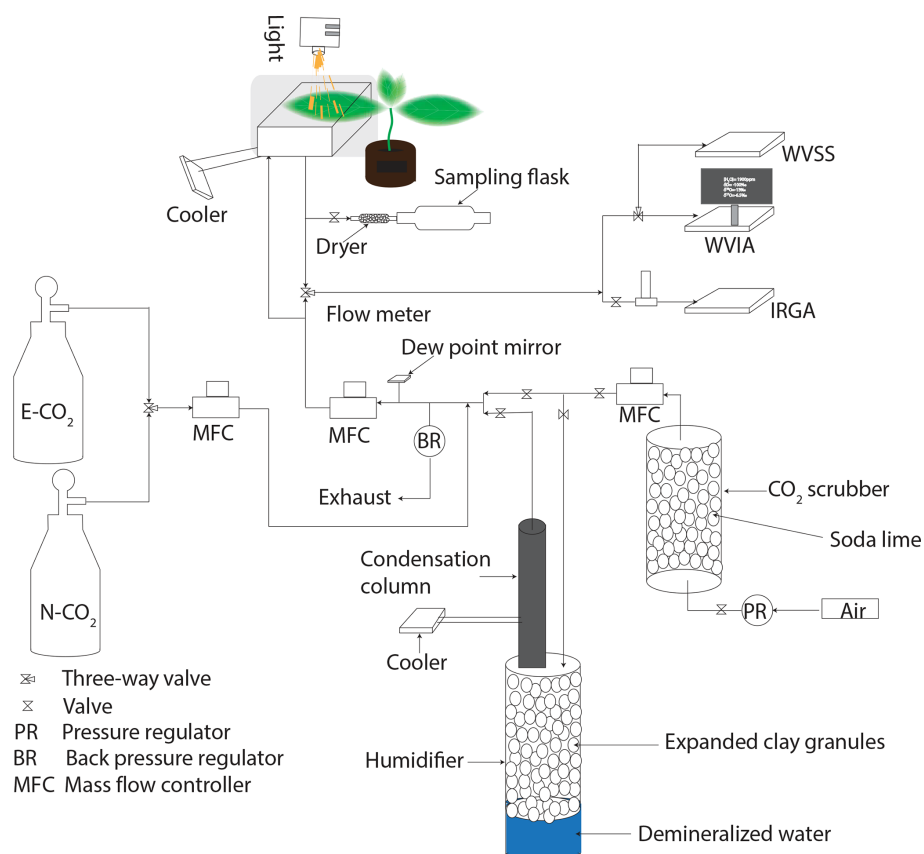 Light
Cooler
Sampling flask
Dryer
WVSS
WVIA
IRGA
Flow meter
Dew point mirror
E-CO₂
MFC
MFC
MFC
BR
Exhaust
CO₂ scrubber
Soda lime
N-CO₂
Condensation
column
PR
Air
Cooler
Three-way valve
Valve
PR Pressure regulator
BR Back pressure regulator
MFC Mass flow controller
Humidifier
Expanded clay granules
Demineralized water